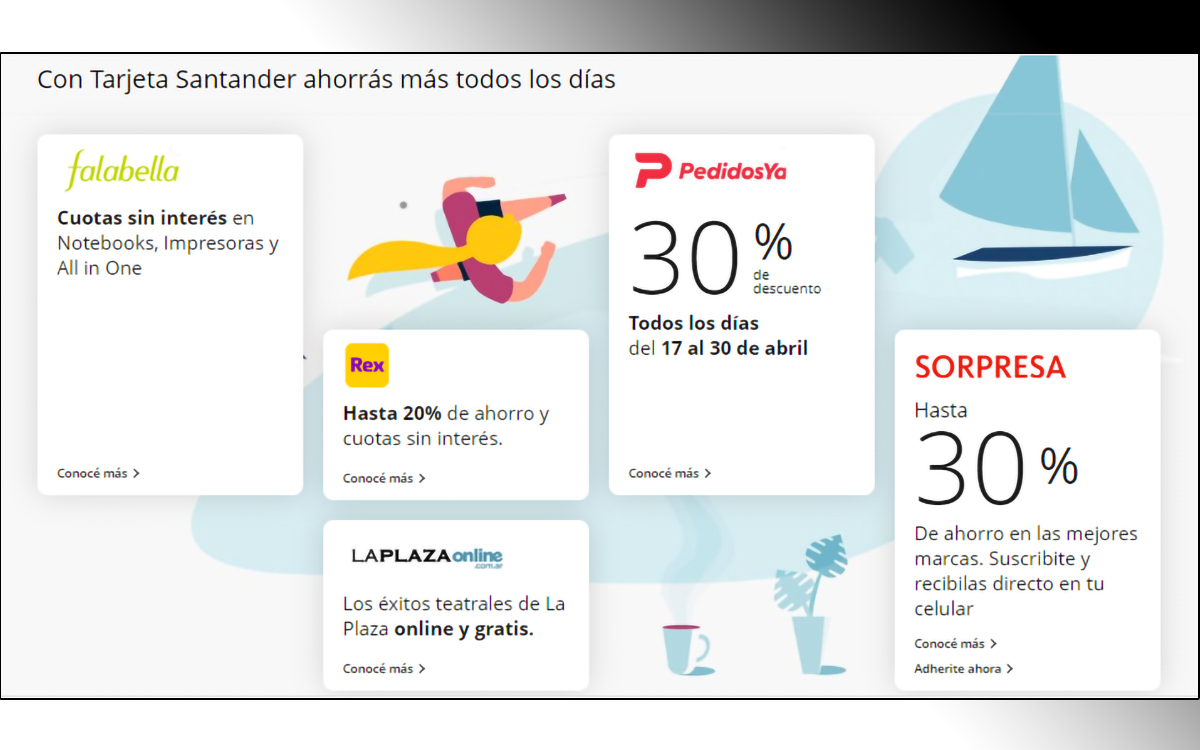 Con Tarjeta Santander ahorrás más todos los días
falabella
Cuotas sin interés en
Notebooks, Impresoras y
All in One
Conocé más >
Rex
Hasta 20% de ahorro y
cuotas sin interés.
Conocé más >
LAPLAZAonline
.com.ar
Los éxitos teatrales de La
Plaza online y gratis.
Conocé más >
PedidosYa
30%
de
descuento
Todos los días
del 17 al 30 de abril
Conocé más >
SORPRESA
Hasta
30%
De ahorro en las mejores
marcas. Suscribite y
recibilas directo en tu
celular
Conocé más >
Adherite ahora >